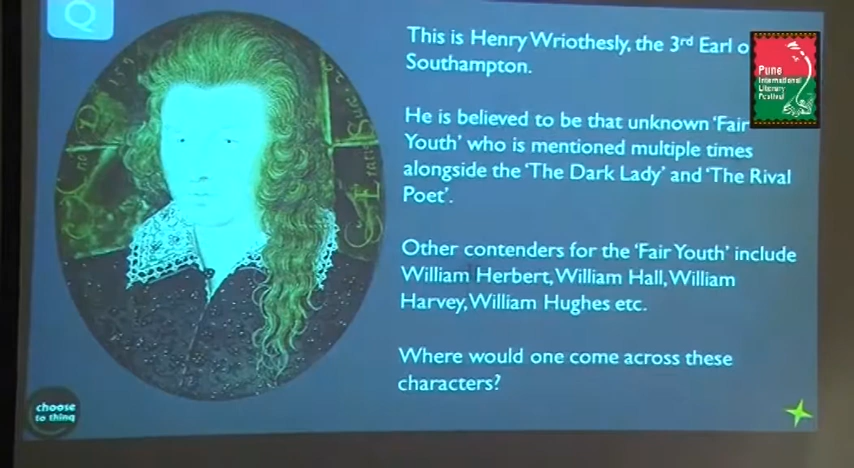 Q
This is Henry Wriothesly, the 3rd Earl o
Southampton.
He is believed to be that unknown 'Fair
Youth' who is mentioned multiple times
alongside the 'The Dark Lady' and 'The Rival
Poet'.
Other contenders for the 'Fair Youth' include
William Herbert, William Hall, William
Harvey, William Hughes etc.
Where would one come across these
characters?
choose
to thinq
Pune
International
Literary
Festival